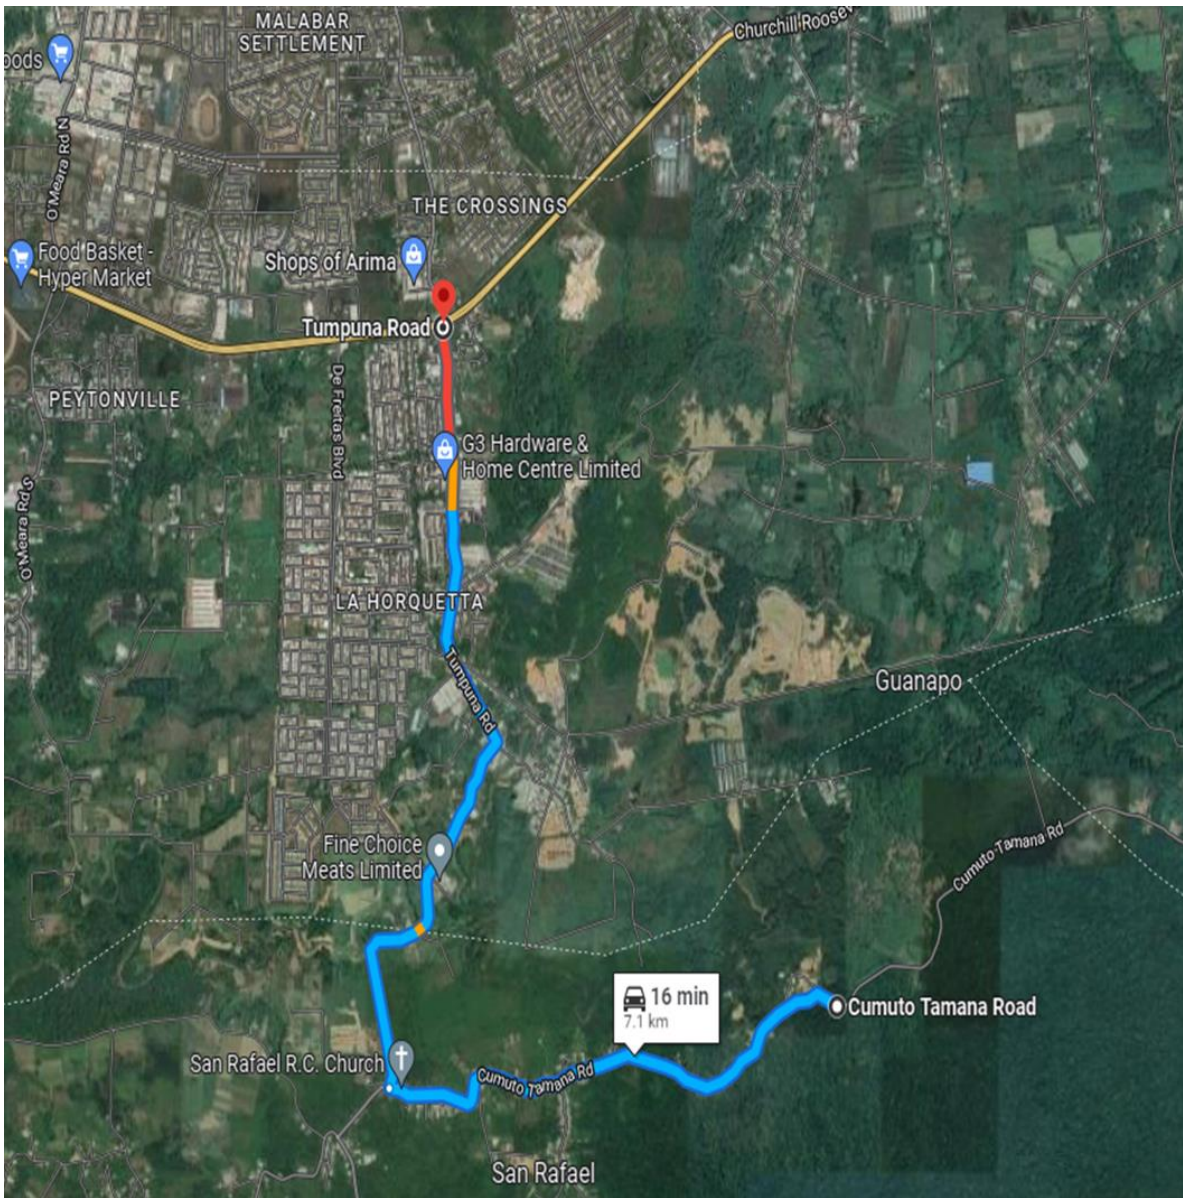 MALABAR
SETTLEMENT
Churchill Roosev
oods
O'Meara Rd N
THE CROSSINGS
Food Basket -
Hyper Market
Shops of Arima
Tumpuna Road
PEYTONVILLE
De Freitas Blvd
G3 Hardware &
Home Centre Limited
O'Meara Rd S
LA HORQUETTA
Tumpuna Rd
Guanapo
Fine Choice
Meats Limited
Cumuto Tamana Rd
16 min
7.1 km
Cumuto Tamana Road
San Rafael R.C. Church
Cumuto Tamana Rd
San Rafael